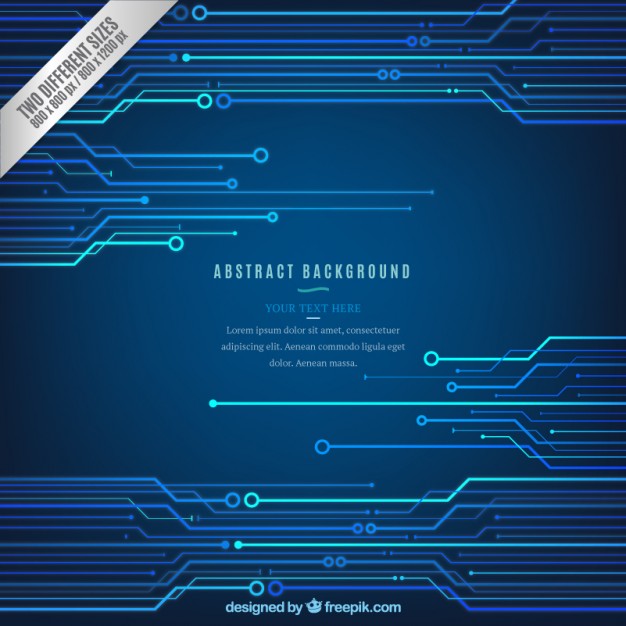 TWO DIFFERENT SIZES
800 x 800 px / 800 x 1200 px
ABSTRACT BACKGROUND
YOUR TEXT HERE
Lorem ipsum dolor sit amet, consectetuer
adipiscing elit. Aenean commodo ligula eget
dolor. Aenean massa.
designed by freepik.com